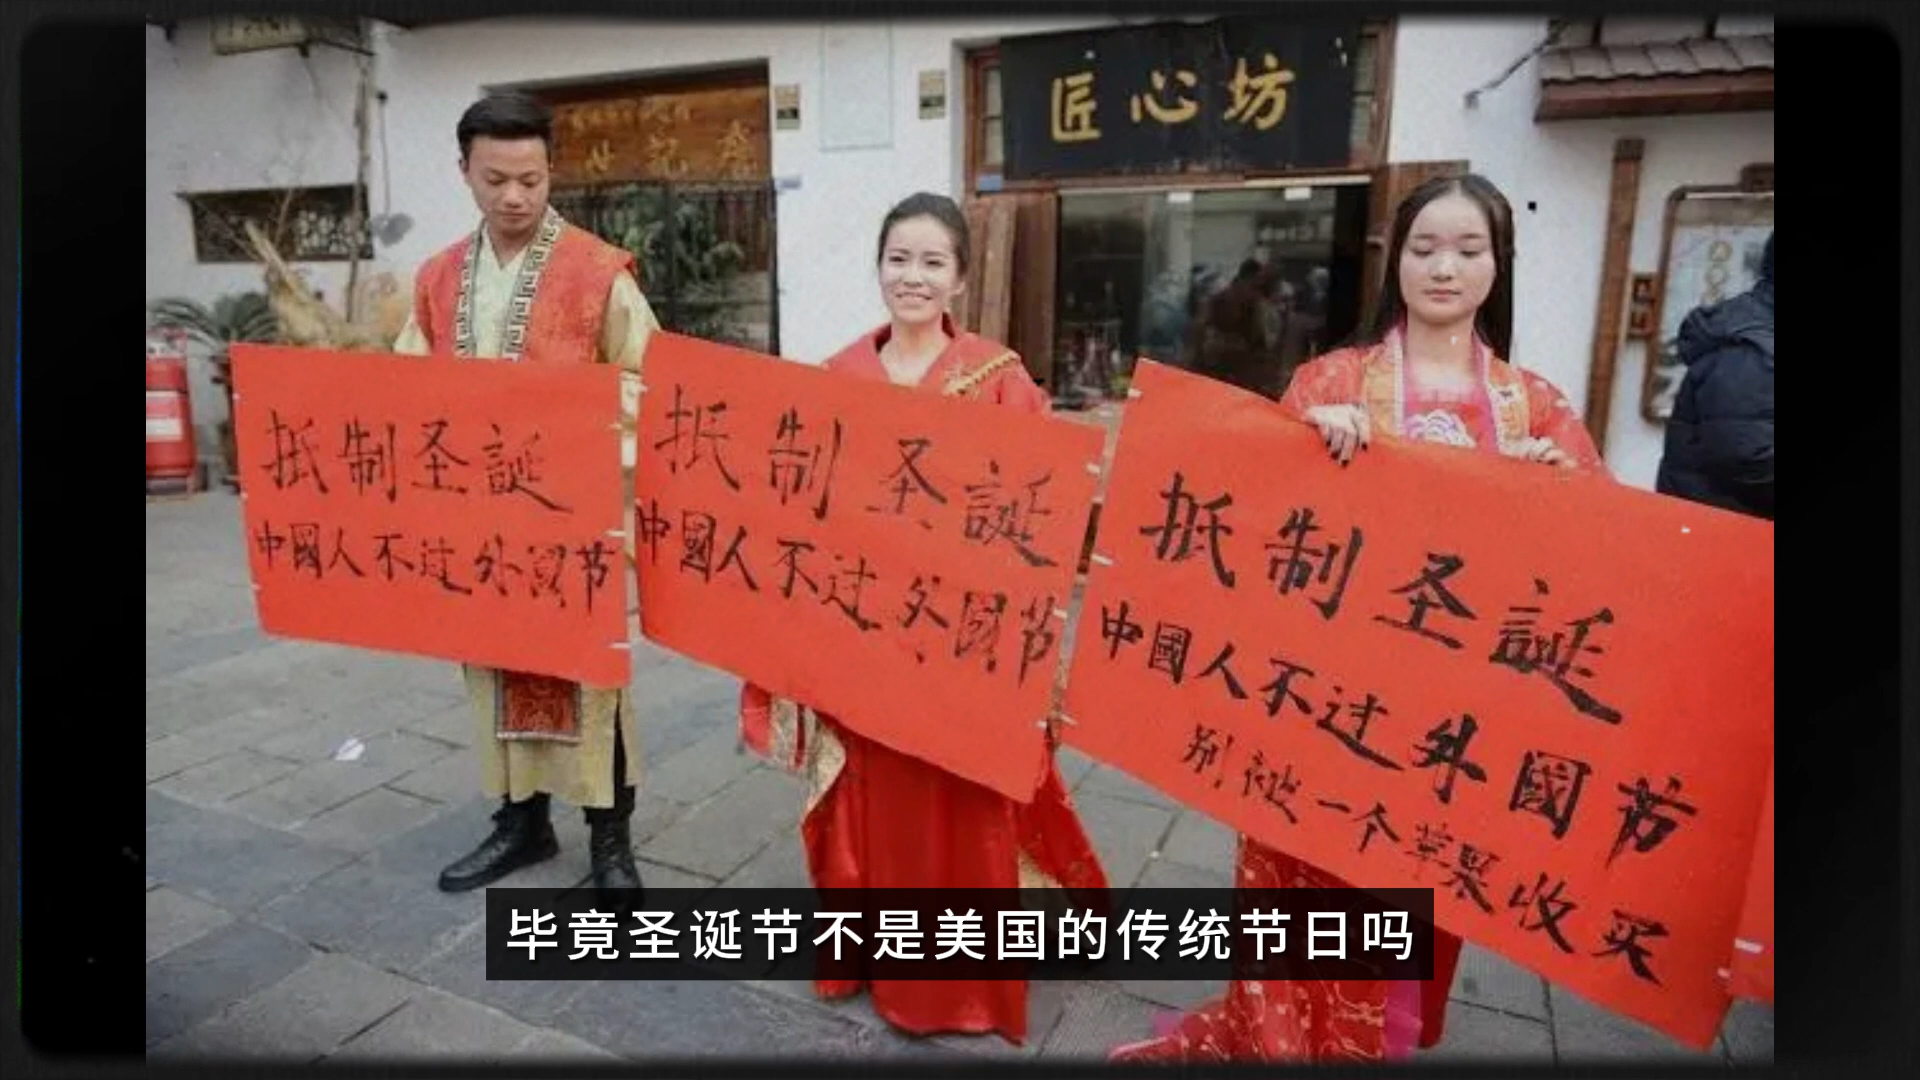 匠心坊
抵制圣誕
中國人不过外國节
抵制圣誕
中國人不过外國节
抵制圣誕
中國人不过外國节
别被一个苹果收买
毕竟圣诞节不是美国的传统节日吗